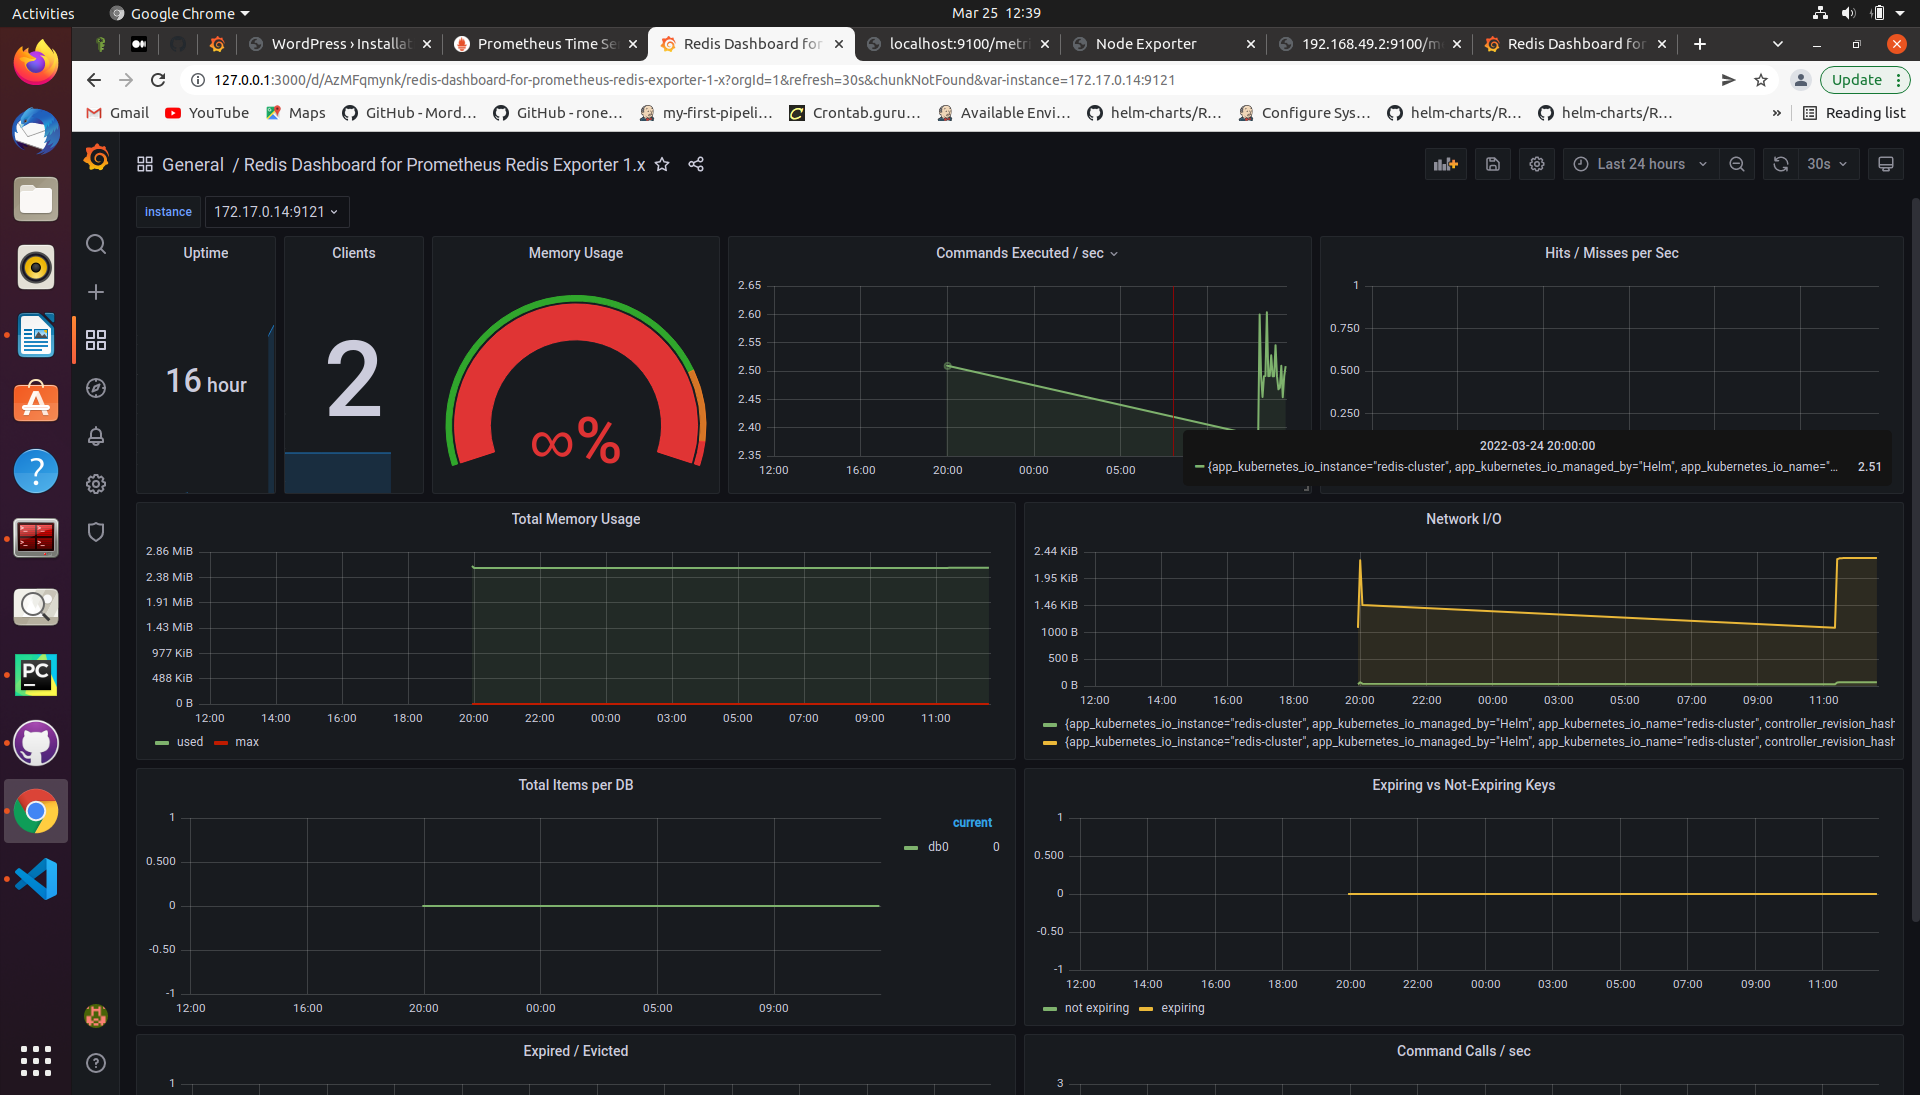 Activities
Google Chrome
Mar 25 12:39
WordPress › Installat
Prometheus Time Se
Redis Dashboard for
localhost:9100/metri
Node Exporter
192.168.49.2:9100/m
Redis Dashboard for
127.0.0.1:3000/d/AzMFqmynk/redis-dashboard-for-prometheus-redis-exporter-1-x?orgId=1&refresh=30s&chunkNotFound&var-instance=172.17.0.14:9121
Update
Gmail
YouTube
Maps
GitHub - Mord...
GitHub - rone...
my-first-pipeli...
Crontab.guru...
Available Envi...
helm-charts/R...
Configure Sys...
helm-charts/R...
helm-charts/R...
»
Reading list
General / Redis Dashboard for Prometheus Redis Exporter 1.x
Last 24 hours
30s
instance
172.17.0.14:9121
Uptime
16 hour
Clients
2
Memory Usage
∞%
Commands Executed / sec
2.65
2.60
2.55
2.50
2.45
2.40
2.35
12:00 16:00 20:00 00:00 05:00
Hits / Misses per Sec
1
0.750
0.500
0.250
2022-03-24 20:00:00
{app_kubernetes_io_instance="redis-cluster", app_kubernetes_io_managed_by="Helm", app_kubernetes_io_name="... 2.51
Total Memory Usage
2.86 MiB
2.38 MiB
1.91 MiB
1.43 MiB
977 KiB
488 KiB
0 B
12:00 14:00 16:00 18:00 20:00 22:00 00:00 03:00 05:00 07:00 09:00 11:00
used max
Network I/O
2.44 KiB
1.95 KiB
1.46 KiB
1000 B
500 B
0 B
12:00 14:00 16:00 18:00 20:00 22:00 00:00 03:00 05:00 07:00 09:00 11:00
{app_kubernetes_io_instance="redis-cluster", app_kubernetes_io_managed_by="Helm", app_kubernetes_io_name="redis-cluster", controller_revision_hash
{app_kubernetes_io_instance="redis-cluster", app_kubernetes_io_managed_by="Helm", app_kubernetes_io_name="redis-cluster", controller_revision_hash
Total Items per DB
1
0.500
0
-0.50
-1
12:00 16:00 20:00 00:00 05:00 09:00
current
db0 0
Expiring vs Not-Expiring Keys
1
0.500
0
-0.50
-1
12:00 14:00 16:00 18:00 20:00 22:00 00:00 03:00 05:00 07:00 09:00 11:00
not expiring expiring
Expired / Evicted
1
Command Calls / sec
3
PC